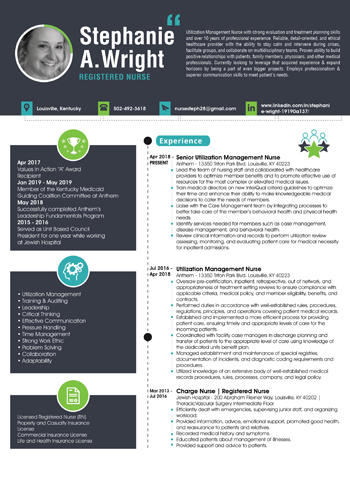 Stephanie
A.Wright
REGISTERED NURSE
Utilization Management Nurse with strong evaluation and treatment planning skills
and over 10 years of professional experience. Reliable, detail-oriented, and ethical
healthcare provider with the ability to stay calm and intervene during crises,
facilitate groups, and collaborate on multidisciplinary teams. Proven ability to build
positive relationships with patients, family members, physicians, and other medical
professionals. Currently looking to leverage that acquired experience & expand
horizons by being a part of even bigger projects. Employs professionalism &
superior communication skills to meet patient's needs.
Louisville, Kentucky
502-492-3618
nursesteph28@gmail.com
www.linkedin.com/in/stephani
e-wright-19190a137/
Apr 2017
Values in Action "A" Award
Recipient
Jan 2019 - May 2019
Member of the Kentucky Medicaid
Guiding Coalition Committee at Anthem
May 2018
Successfully completed Anthem's
Leadership Fundamentals Program
2015 - 2016
Served as Unit Based Council
President for one year while working
at Jewish Hospital
• Utilization Management
• Training & Auditing
• Leadership
• Critical Thinking
• Effective Communication
• Pressure Handling
• Time Management
• Strong Work Ethic
• Problem Solving
• Collaboration
• Adaptability
Licensed Registered Nurse (RN)
Property and Casualty Insurance
License
Commercial Insurance License
Life and Health Insurance License
Experience
Apr 2018 -
PRESENT
Senior Utilization Management Nurse
Anthem - 13550 Triton Park Blvd. Louisville, KY 40223
Lead the team of nursing staff and collaborated with healthcare
providers to optimize member benefits and to promote effective use of
resources for the most complex or elevated medical issues.
Train medical directors on new InterQual criteria guidelines to optimize
their time and enhance their ability to make knowledgeable medical
decisions to cater the needs of members.
Liaise with the Care Management team by integrating processes to
better take care of the member's behavioral health and physical health
needs
Identify services needed for members such as case management,
disease management, and behavioral health.
Review clinical information and records to perform utilization review
assessing, monitoring, and evaluating patient care for medical necessity
for inpatient admissions.
Jul 2016 -
Apr 2018
Utilization Management Nurse
Anthem - 13550 Triton Park Blvd. Louisville, KY 40223
Oversaw pre-certification, inpatient, retrospective, out of network, and
appropriateness of treatment setting reviews to ensure compliance with
applicable criteria, medical policy, and member eligibility, benefits, and
contracts.
Performed duties in accordance with well-established rules, procedures,
regulations, principles, and operations covering patient medical records.
Established and implemented a more efficient process for providing
patient care, ensuring timely and appropriate levels of care for the
incoming patients.
Coordinated with facility case managers in discharge planning and
transfer of patients to the appropriate level of care using knowledge of
the dedicated units benefit plan.
Managed establishment and maintenance of special registries,
documentation of incidents, and diagnostic coding requirements and
procedures.
Utilized knowledge of an extensive body of well-established medical
records procedures, rules, processes, company, and legal policy.
Mar 2013 -
Jul 2016
Charge Nurse | Registered Nurse
Jewish Hospital - 200 Abraham Flexner Way, Louisville, KY 40202 |
Thoracic/Vascular Surgery Intermediate Floor
Efficiently dealt with emergencies, supervising junior staff, and organizing
workload.
Provided information, advice, emotional support, promoted good health,
and reassurance to patients and relatives.
Recorded medical history and symptoms.
Educated patients about management of illnesses.
Provided support and advice to patients.